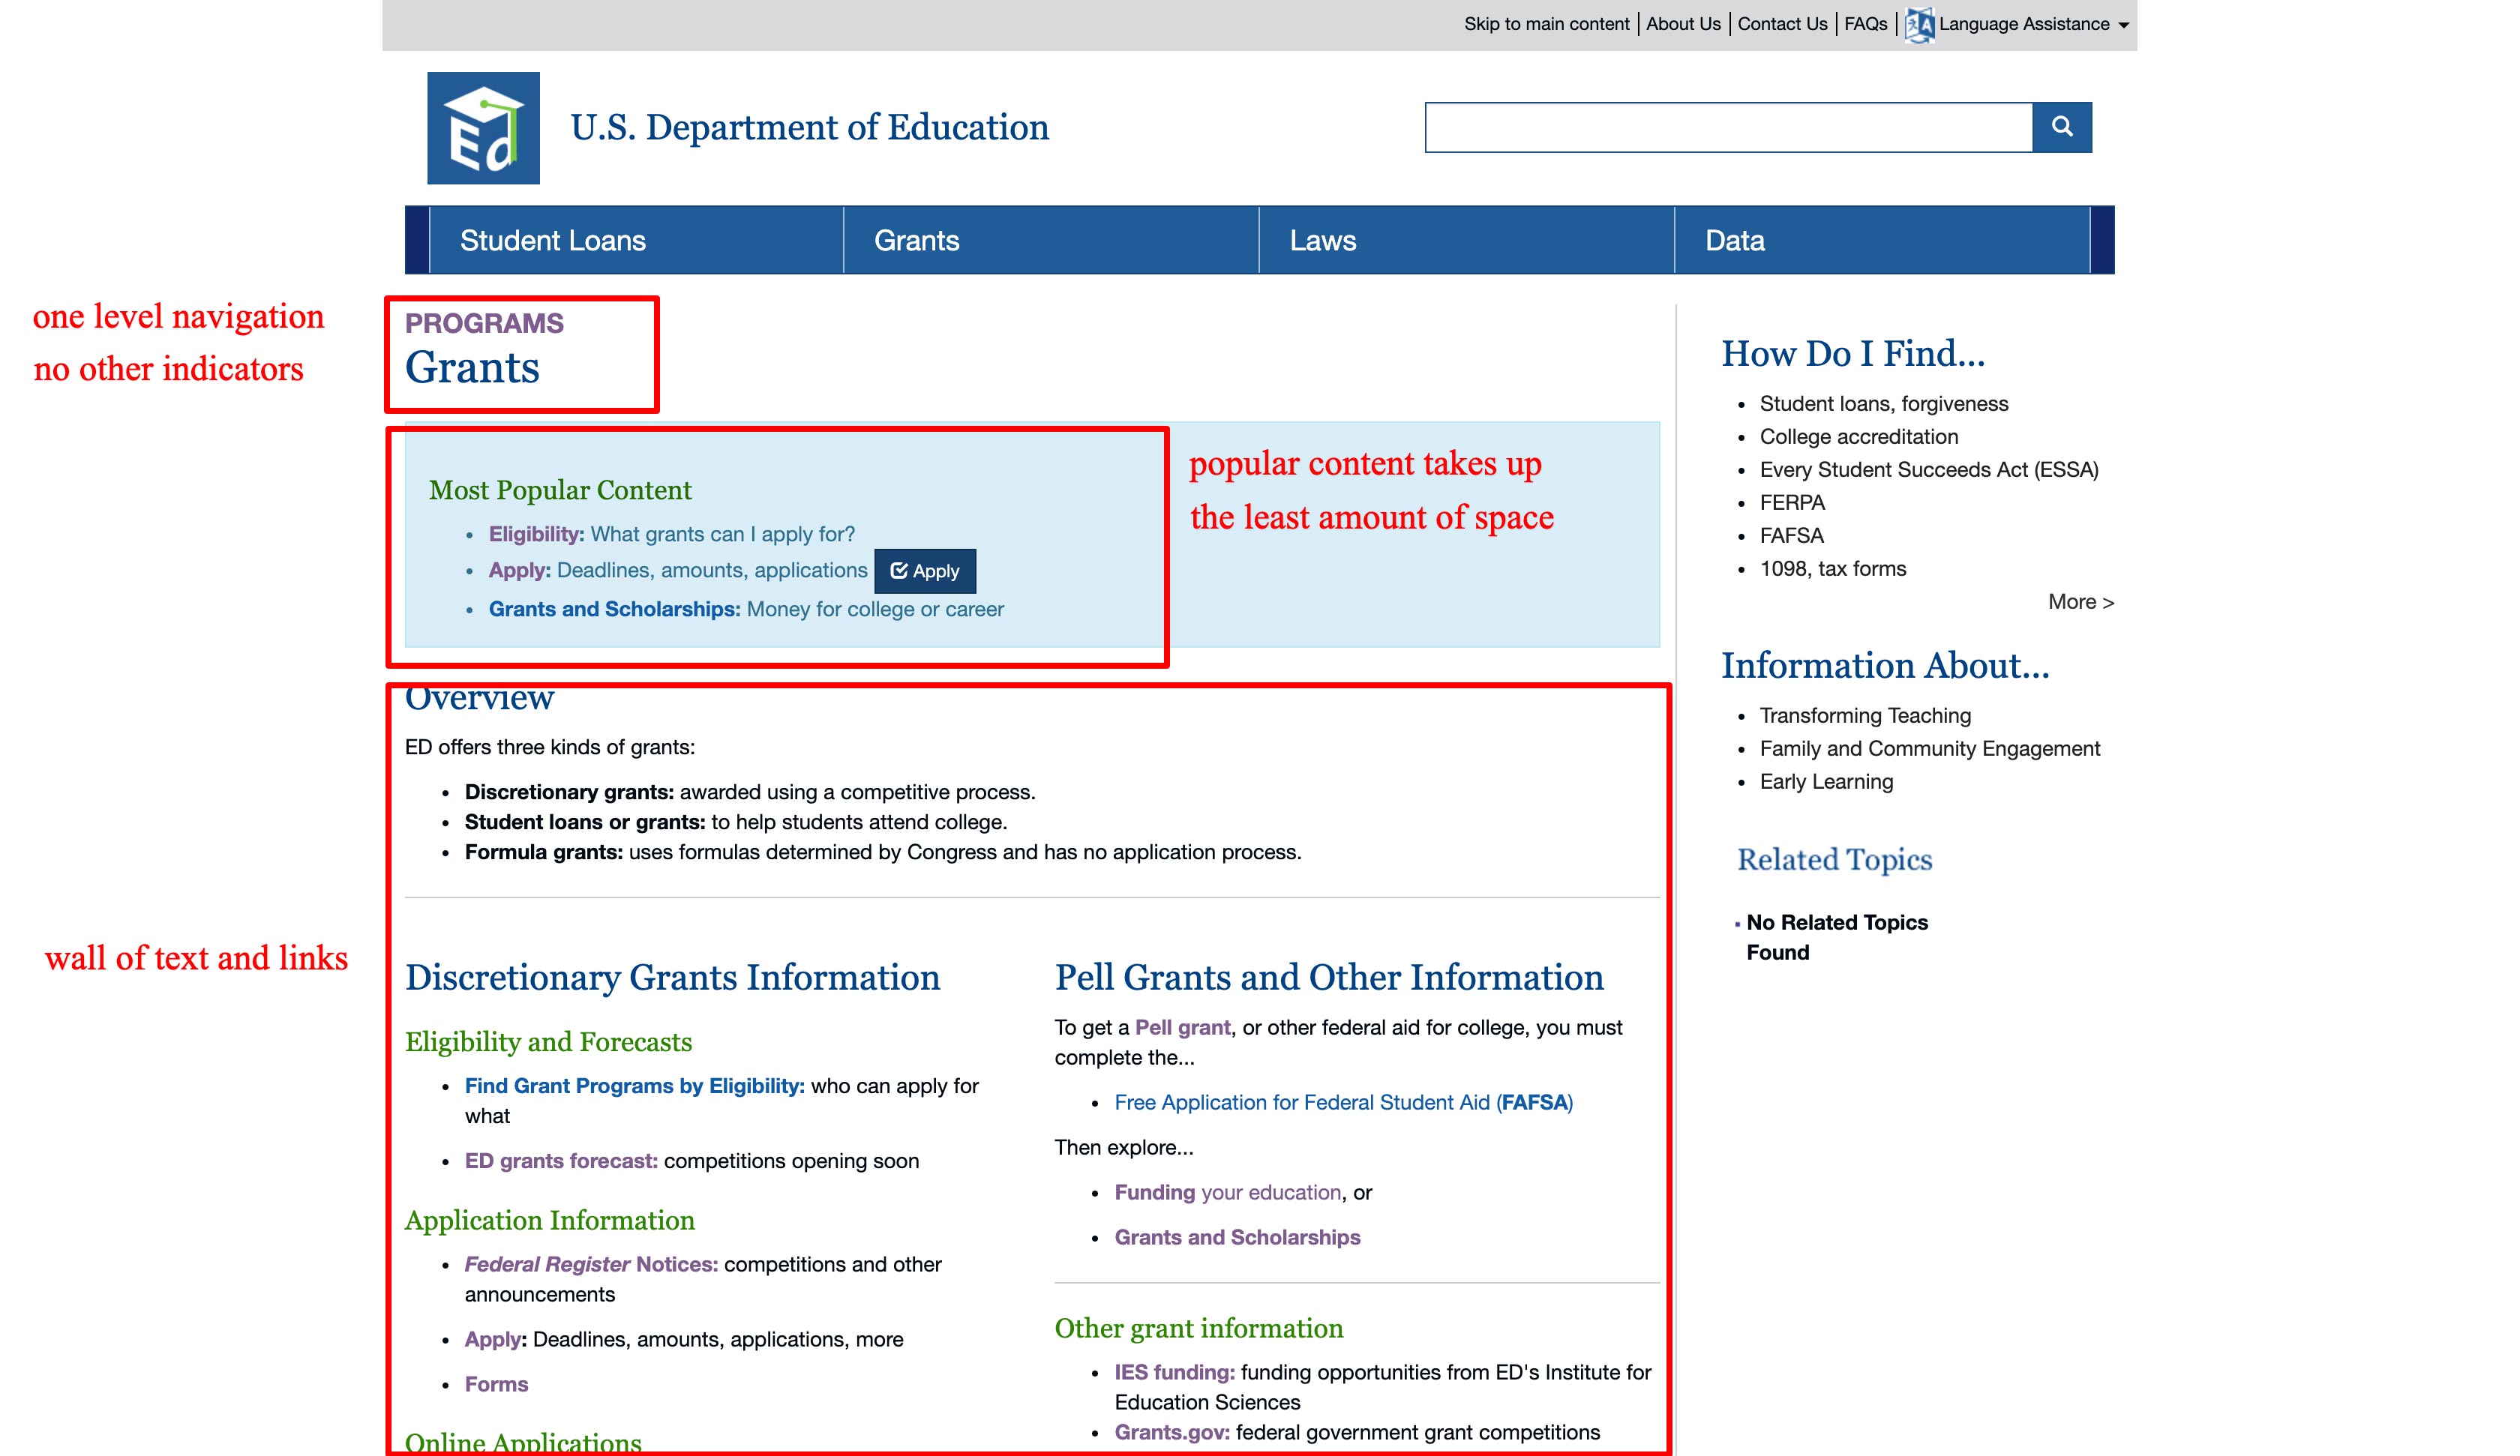 Skip to main content | About Us | Contact Us | FAQs | Language Assistance
Ed
U.S. Department of Education
Student Loans
Grants
Laws
Data
one level navigation
no other indicators
PROGRAMS
Grants
Most Popular Content
• Eligibility: What grants can I apply for?
• Apply: Deadlines, amounts, applications Apply
• Grants and Scholarships: Money for college or career
popular content takes up
the least amount of space
Overview
ED offers three kinds of grants:
• Discretionary grants: awarded using a competitive process.
• Student loans or grants: to help students attend college.
• Formula grants: uses formulas determined by Congress and has no application process.
wall of text and links
Discretionary Grants Information
Eligibility and Forecasts
• Find Grant Programs by Eligibility: who can apply for
what
• ED grants forecast: competitions opening soon
Application Information
• Federal Register Notices: competitions and other
announcements
• Apply: Deadlines, amounts, applications, more
• Forms
Online Applications
Pell Grants and Other Information
To get a Pell grant, or other federal aid for college, you must
complete the...
• Free Application for Federal Student Aid (FAFSA)
Then explore...
• Funding your education, or
• Grants and Scholarships
Other grant information
• IES funding: funding opportunities from ED's Institute for
Education Sciences
• Grants.gov: federal government grant competitions
How Do I Find...
• Student loans, forgiveness
• College accreditation
• Every Student Succeeds Act (ESSA)
• FERPA
• FAFSA
• 1098, tax forms
More >
Information About...
• Transforming Teaching
• Family and Community Engagement
• Early Learning
Related Topics
▪ No Related Topics
Found